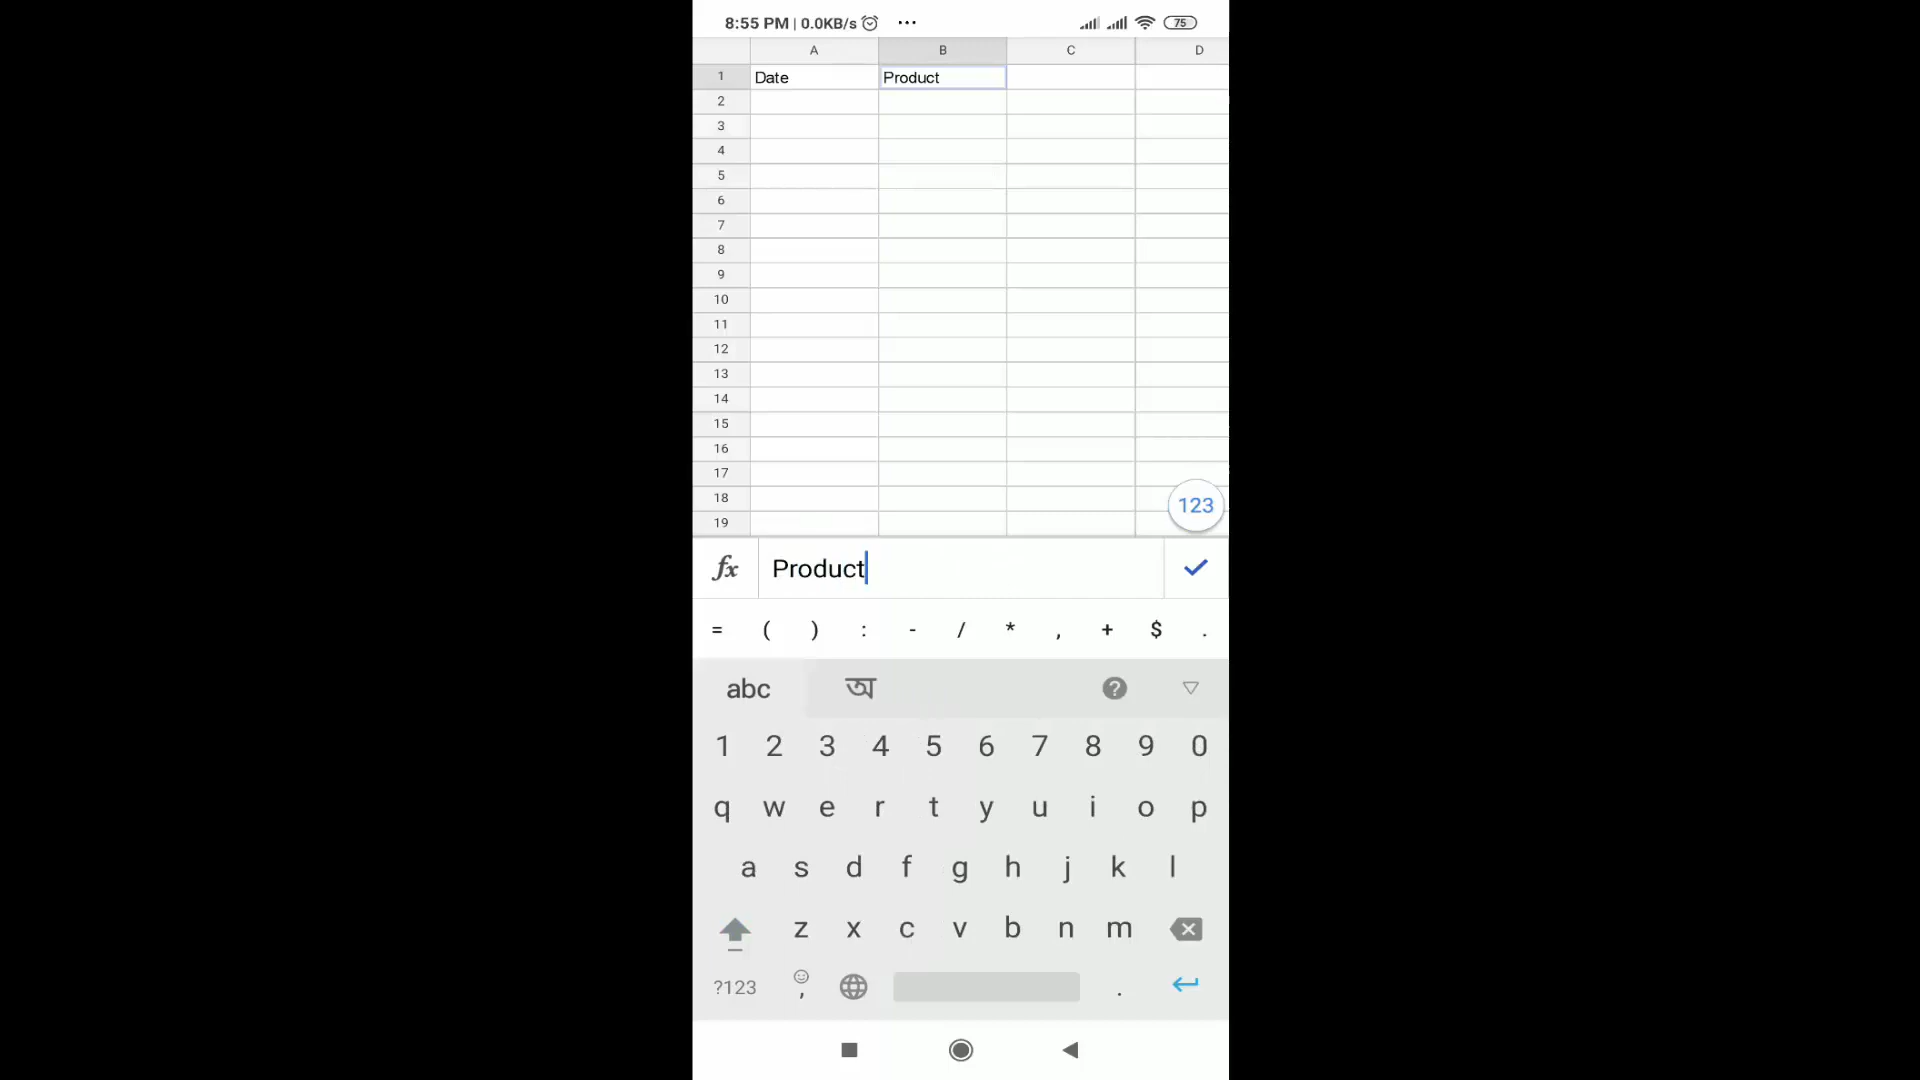 8:55 PM | 0.0KB/s ... 75
A B C D
1 Date Product
2
3
4
5
6
7
8
9
10
11
12
13
14
15
16
17
18
19
123
fx Product
= ( ) : - / * , + $ .
abc অ ?
1 2 3 4 5 6 7 8 9 0
q w e r t y u i o p
a s d f g h j k l
z x c v b n m
?123 , .